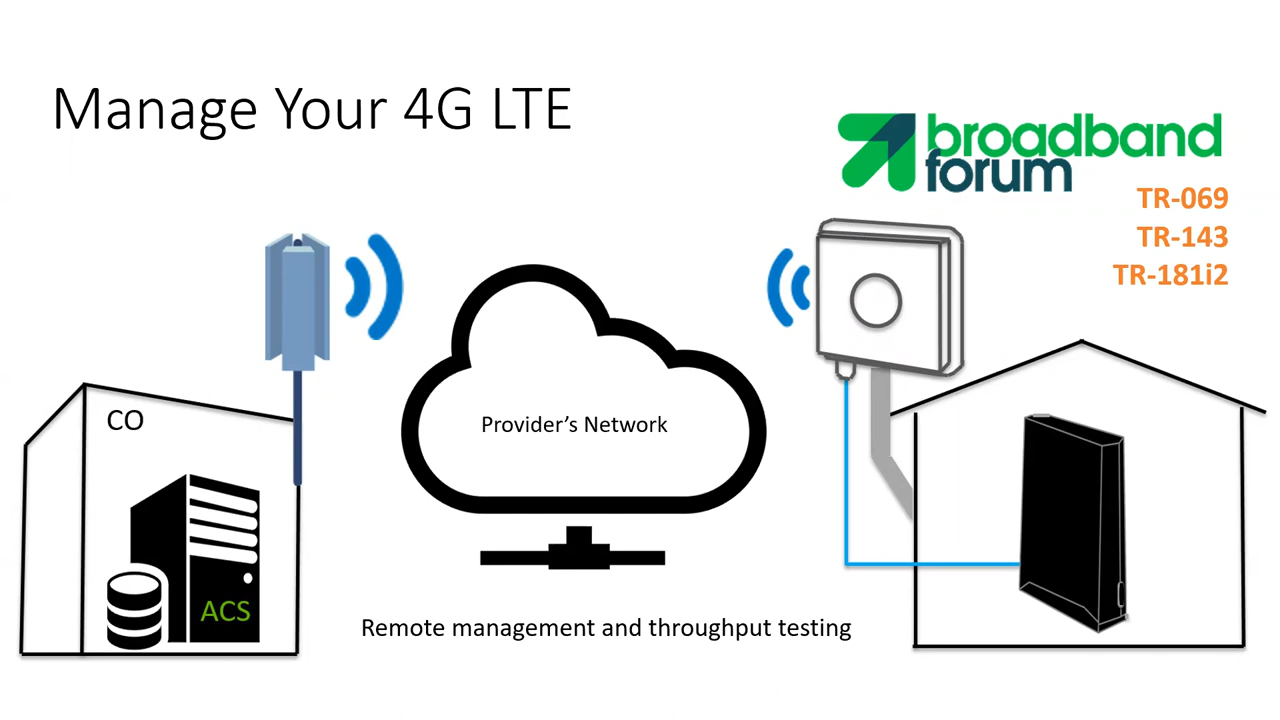 Manage Your 4G LTE
broadband
forum
TR-069
TR-143
TR-181i2
CO
Provider’s Network
ACS
Remote management and throughput testing